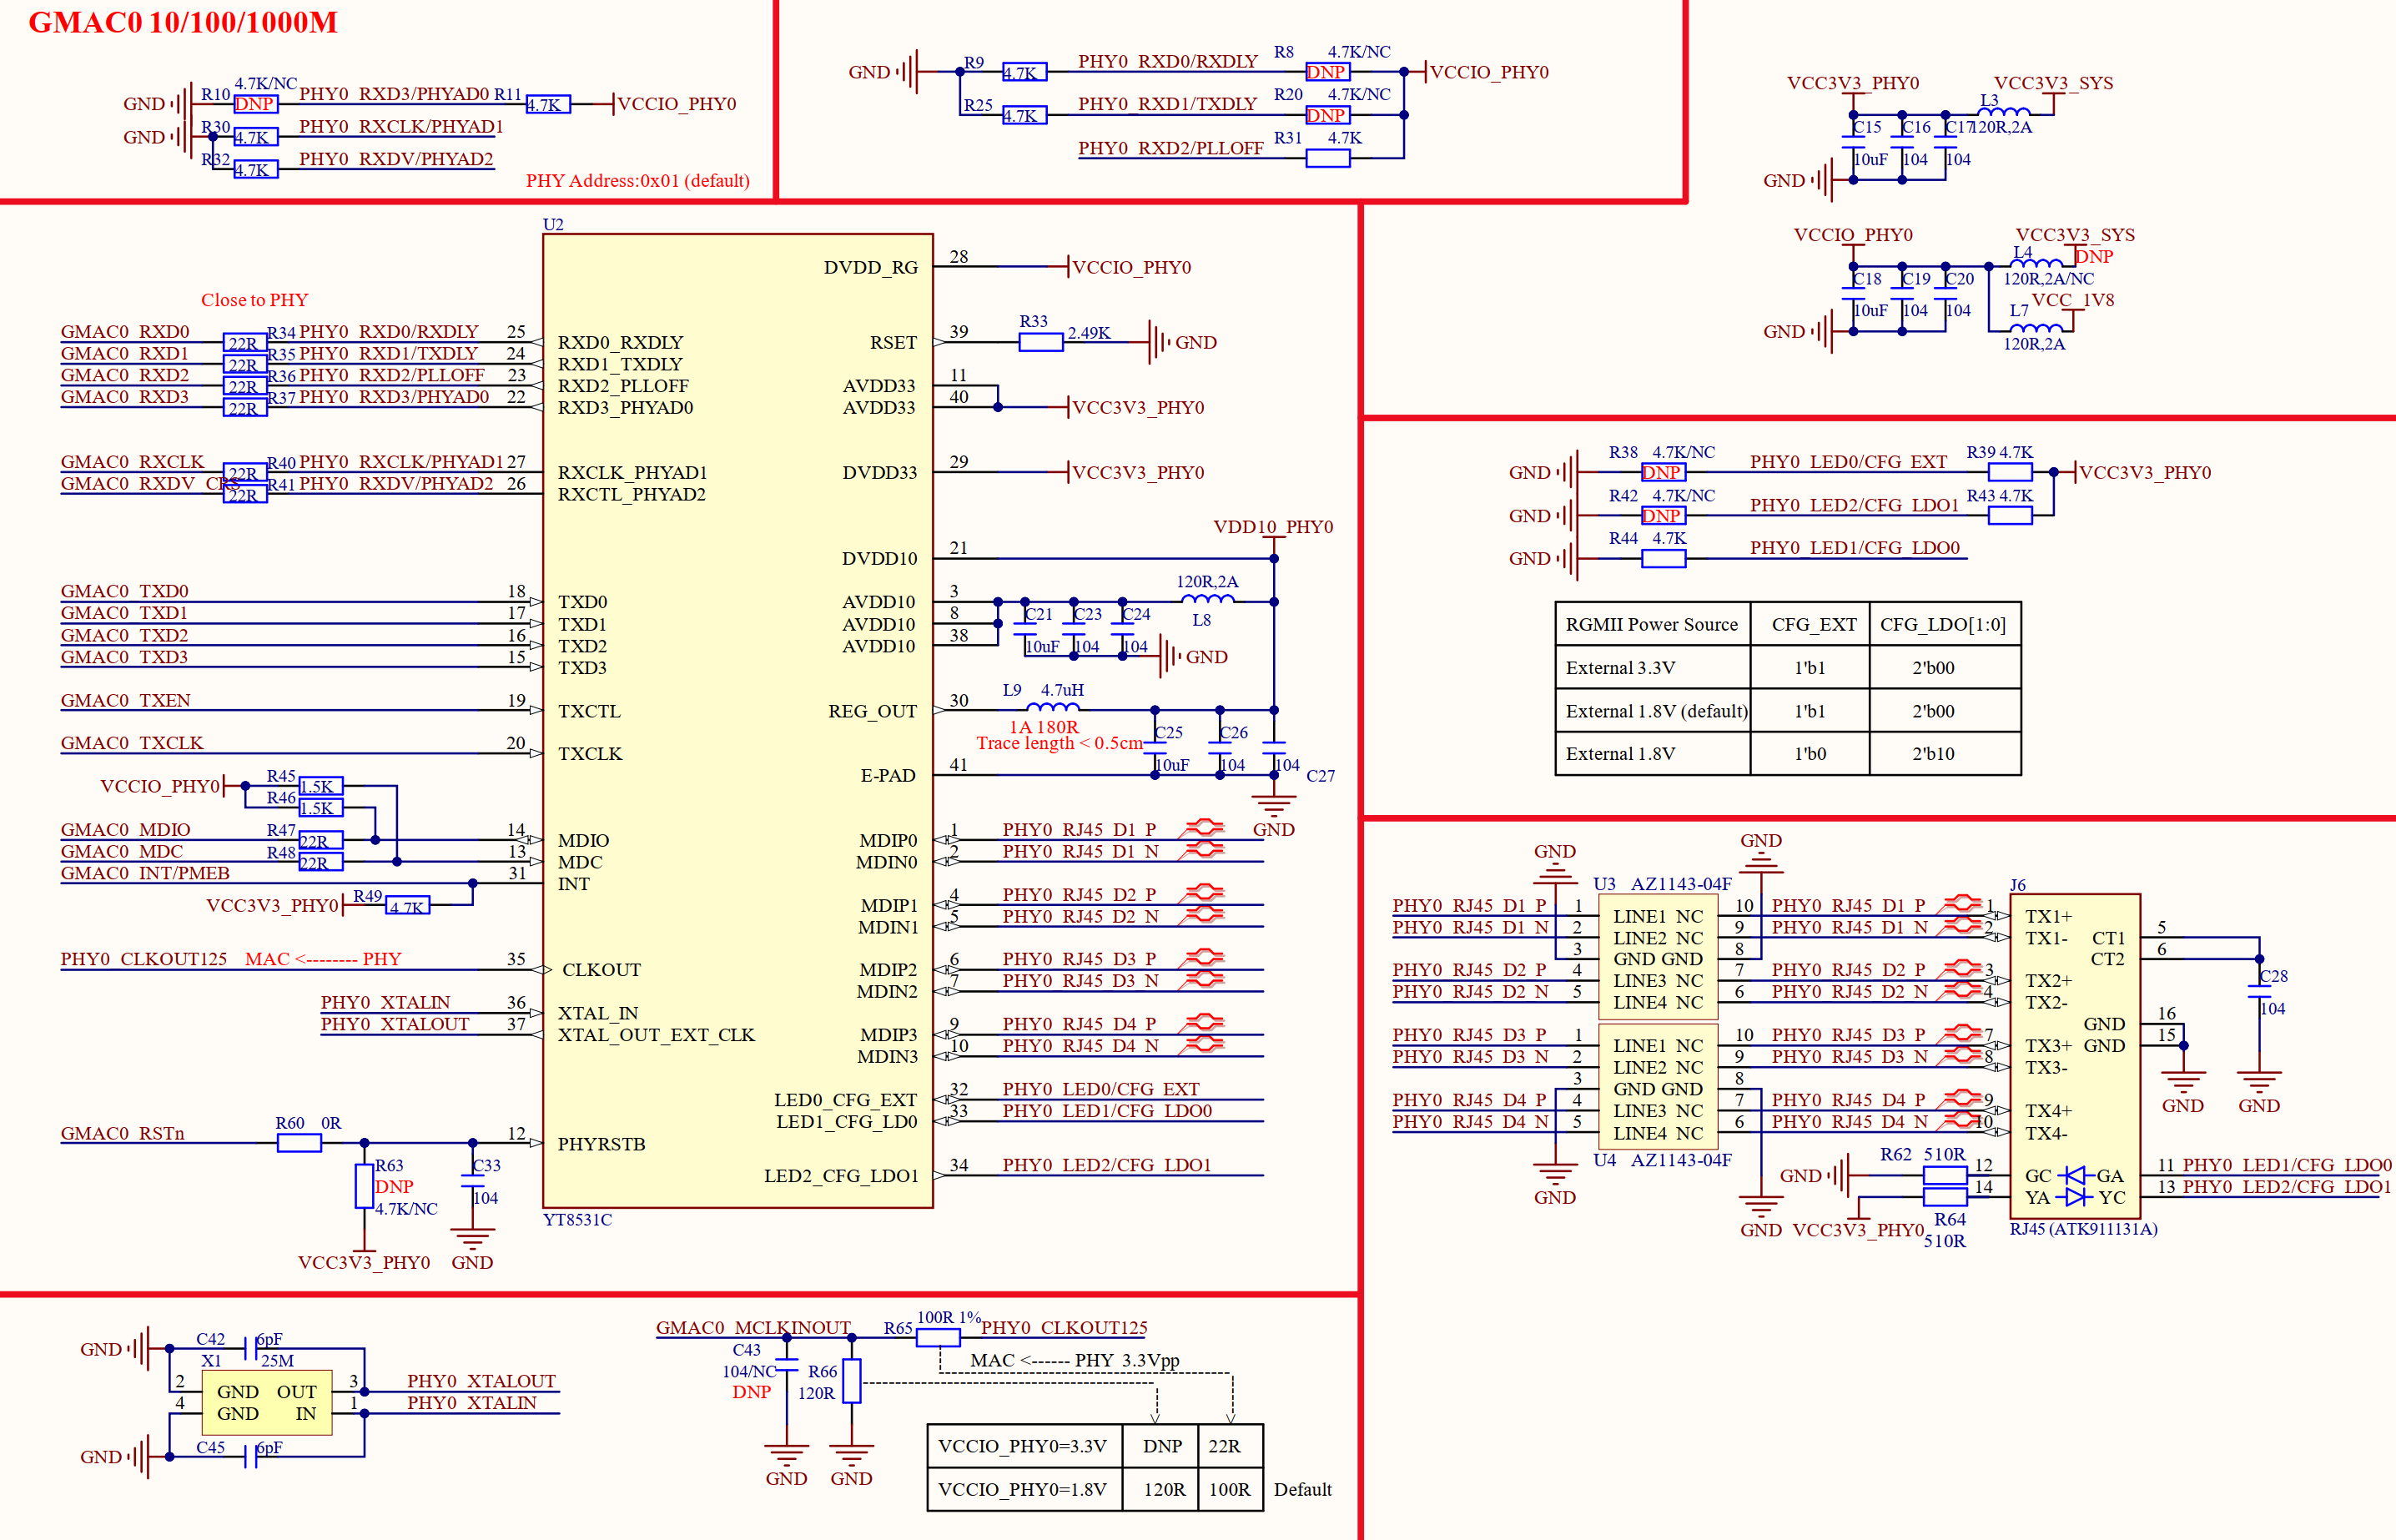 GMAC0 10/100/1000M
GND R10 4.7K/NC DNP PHY0_RXD3/PHYAD0 R11 4.7K VCCIO_PHY0
GND R30 4.7K PHY0_RXCLK/PHYAD1
R32 4.7K PHY0_RXDV/PHYAD2
PHY Address:0x01 (default)
GND R9 4.7K PHY0_RXD0/RXDLY R8 4.7K/NC DNP VCCIO_PHY0
R25 4.7K PHY0_RXD1/TXDLY R20 4.7K/NC DNP
PHY0_RXD2/PLLOFF R31 4.7K
VCC3V3_PHY0 VCC3V3_SYS
L3
C15 C16 C17 120R,2A
10uF 104 104
GND
VCCIO_PHY0 VCC3V3_SYS
L4 DNP
C18 C19 C20 120R,2A/NC
10uF 104 104 L7 VCC_1V8
GND 120R,2A
U2
Close to PHY
GMAC0_RXD0 22R R34 PHY0_RXD0/RXDLY 25 RXD0_RXDLY
GMAC0_RXD1 22R R35 PHY0_RXD1/TXDLY 24 RXD1_TXDLY
GMAC0_RXD2 22R R36 PHY0_RXD2/PLLOFF 23 RXD2_PLLOFF
GMAC0_RXD3 22R R37 PHY0_RXD3/PHYAD0 22 RXD3_PHYAD0
GMAC0_RXCLK 22R R40 PHY0_RXCLK/PHYAD1 27 RXCLK_PHYAD1
GMAC0_RXDV_CRS 22R R41 PHY0_RXDV/PHYAD2 26 RXCTL_PHYAD2
GMAC0_TXD0 18 TXD0
GMAC0_TXD1 17 TXD1
GMAC0_TXD2 16 TXD2
GMAC0_TXD3 15 TXD3
GMAC0_TXEN 19 TXCTL
GMAC0_TXCLK 20 TXCLK
VCCIO_PHY0 R45 1.5K
R46 1.5K
GMAC0_MDIO R47 22R 14 MDIO
GMAC0_MDC R48 22R 13 MDC
GMAC0_INT/PMEB 31 INT
VCC3V3_PHY0 R49 4.7K
PHY0_CLKOUT125 MAC <-------- PHY 35 CLKOUT
PHY0_XTALIN 36 XTAL_IN
PHY0_XTALOUT 37 XTAL_OUT_EXT_CLK
GMAC0_RSTn R60 0R 12 PHYRSTB
R63 C33
DNP
4.7K/NC 104
VCC3V3_PHY0 GND
YT8531C
DVDD_RG 28 VCCIO_PHY0
RSET 39 R33 2.49K GND
AVDD33 11
AVDD33 40 VCC3V3_PHY0
DVDD33 29 VCC3V3_PHY0
VDD10_PHY0
DVDD10 21
AVDD10 3 120R,2A
AVDD10 8 C21 C23 C24 L8
AVDD10 38 10uF 104 104 GND
L9 4.7uH
REG_OUT 30
1A 180R
Trace length < 0.5cm
C25 C26
10uF 104 104 C27
E-PAD 41
GND
MDIP0 1 PHY0_RJ45_D1_P
MDIN0 2 PHY0_RJ45_D1_N
MDIP1 4 PHY0_RJ45_D2_P
MDIN1 5 PHY0_RJ45_D2_N
MDIP2 6 PHY0_RJ45_D3_P
MDIN2 7 PHY0_RJ45_D3_N
MDIP3 9 PHY0_RJ45_D4_P
MDIN3 10 PHY0_RJ45_D4_N
LED0_CFG_EXT 32 PHY0_LED0/CFG_EXT
LED1_CFG_LD0 33 PHY0_LED1/CFG_LDO0
LED2_CFG_LDO1 34 PHY0_LED2/CFG_LDO1
GND R38 4.7K/NC DNP PHY0_LED0/CFG_EXT R39 4.7K VCC3V3_PHY0
GND R42 4.7K/NC DNP PHY0_LED2/CFG_LDO1 R43 4.7K
GND R44 4.7K PHY0_LED1/CFG_LDO0
RGMII Power Source CFG_EXT CFG_LDO[1:0]
External 3.3V 1'b1 2'b00
External 1.8V (default) 1'b1 2'b00
External 1.8V 1'b0 2'b10
GND GND
U3 AZ1143-04F J6
PHY0_RJ45_D1_P 1 LINE1 NC 10 PHY0_RJ45_D1_P 1 TX1+
PHY0_RJ45_D1_N 2 LINE2 NC 9 PHY0_RJ45_D1_N 2 TX1- CT1 5
3 GND GND 8 CT2 6
PHY0_RJ45_D2_P 4 LINE3 NC 7 PHY0_RJ45_D2_P 3 TX2+ C28
PHY0_RJ45_D2_N 5 LINE4 NC 6 PHY0_RJ45_D2_N 4 TX2- 104
GND 16
PHY0_RJ45_D3_P 1 LINE1 NC 10 PHY0_RJ45_D3_P 7 TX3+ GND 15
PHY0_RJ45_D3_N 2 LINE2 NC 9 PHY0_RJ45_D3_N 8 TX3-
3 GND GND 8 GND GND
PHY0_RJ45_D4_P 4 LINE3 NC 7 PHY0_RJ45_D4_P 9 TX4+
PHY0_RJ45_D4_N 5 LINE4 NC 6 PHY0_RJ45_D4_N 10 TX4-
U4 AZ1143-04F
GND R62 510R 12 GC GA 11 PHY0_LED1/CFG_LDO0
14 YA YC 13 PHY0_LED2/CFG_LDO1
GND GND VCC3V3_PHY0 R64 510R RJ45 (ATK911131A)
GND C42 6pF
X1 25M
2 GND OUT 3 PHY0_XTALOUT
4 GND IN 1 PHY0_XTALIN
GND C45 6pF
GMAC0_MCLKINOUT R65 100R 1% PHY0_CLKOUT125
C43 MAC <------ PHY 3.3Vpp
104/NC R66
DNP 120R
GND GND
VCCIO_PHY0=3.3V DNP 22R
VCCIO_PHY0=1.8V 120R 100R Default